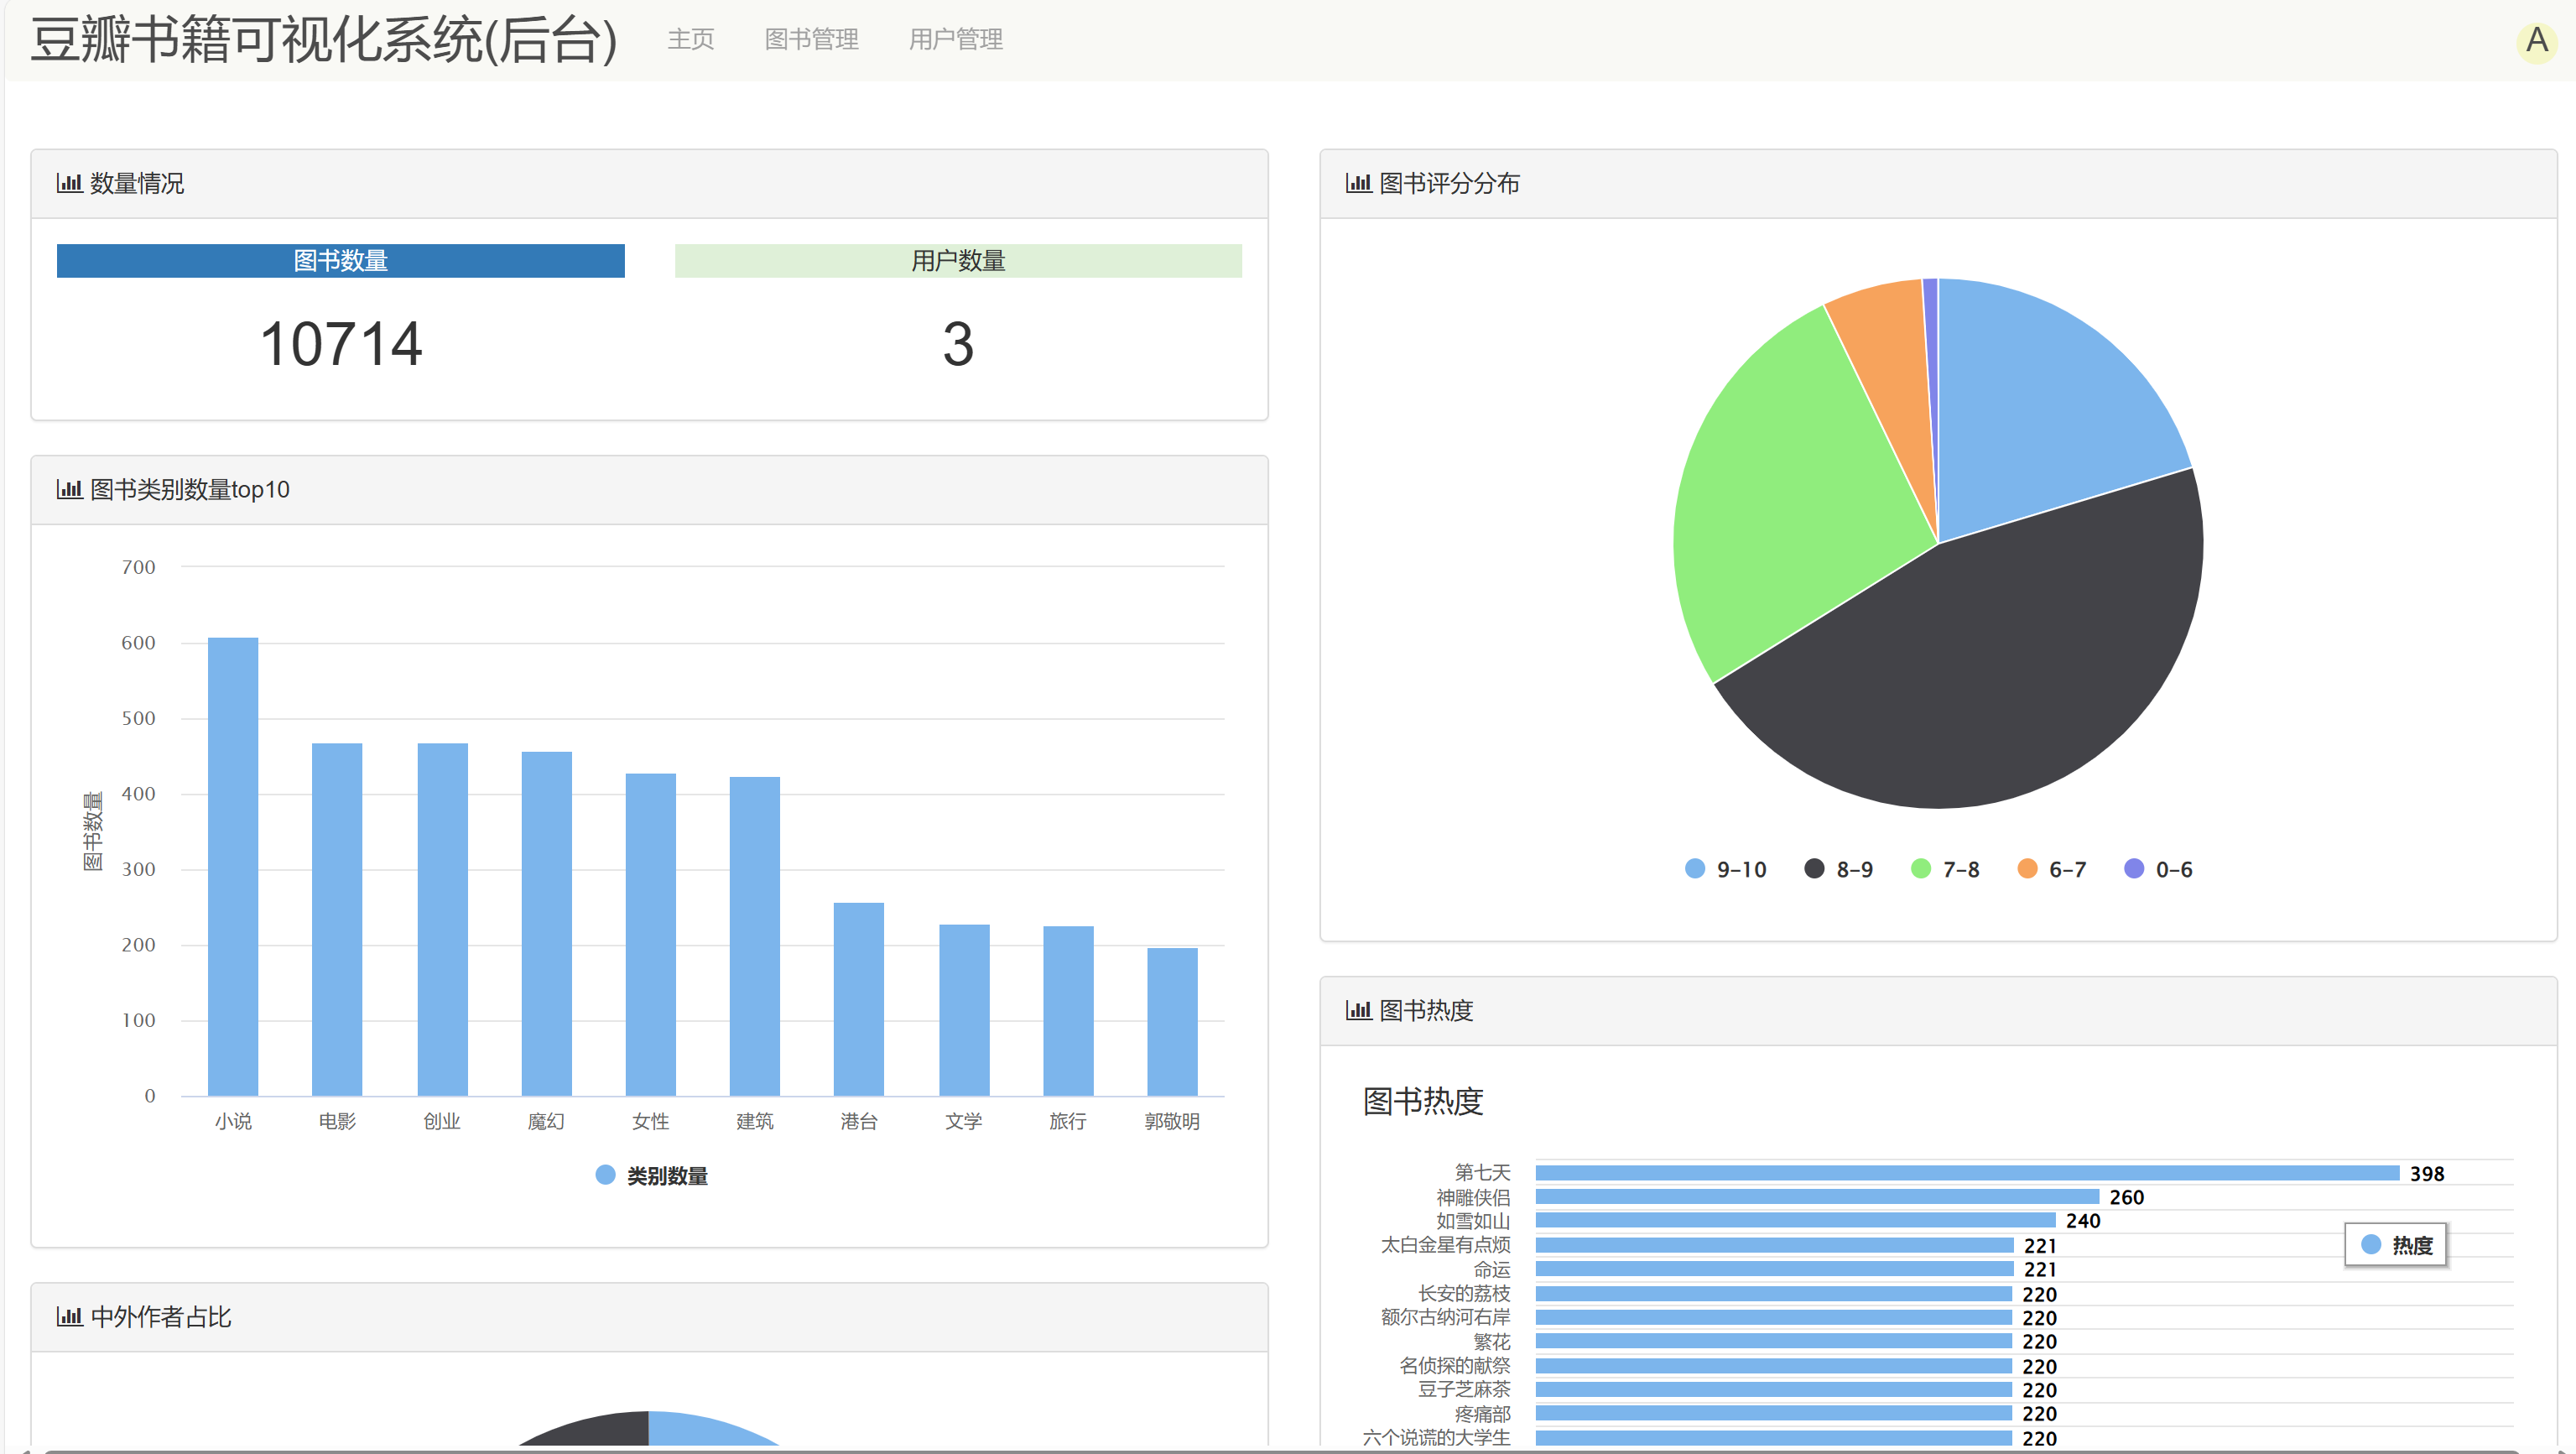 豆瓣书籍可视化系统(后台) 主页 图书管理 用户管理 A
数量情况
图书数量 用户数量
10714 3
图书类别数量top10
700
600
500
400
300
200
100
0
图书数量
小说 电影 创业 魔幻 女性 建筑 港台 文学 旅行 郭敬明
类别数量
中外作者占比
图书评分分布
9-10 8-9 7-8 6-7 0-6
图书热度
图书热度
第七天 398
神雕侠侣 260
如雪如山 240
太白金星有点烦 221
命运 221
长安的荔枝 220
额尔古纳河右岸 220
繁花 220
名侦探的献祭 220
豆子芝麻茶 220
疼痛部 220
六个说谎的大学生 220
热度